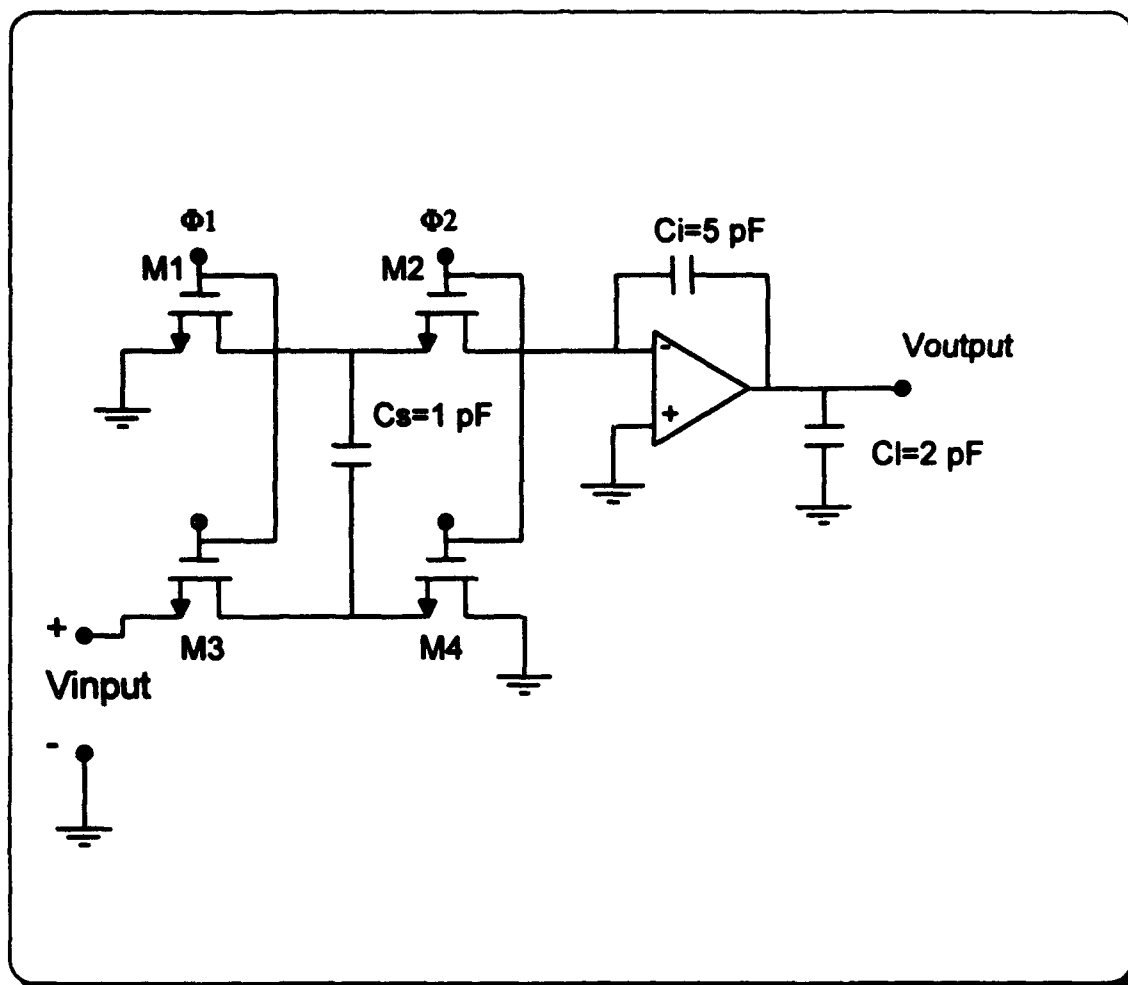 Φ1 Φ2
M1 M2 Ci=5 pF
- Voutput
Cs=1 pF +
Cl=2 pF
+ M3 M4
Vinput
-